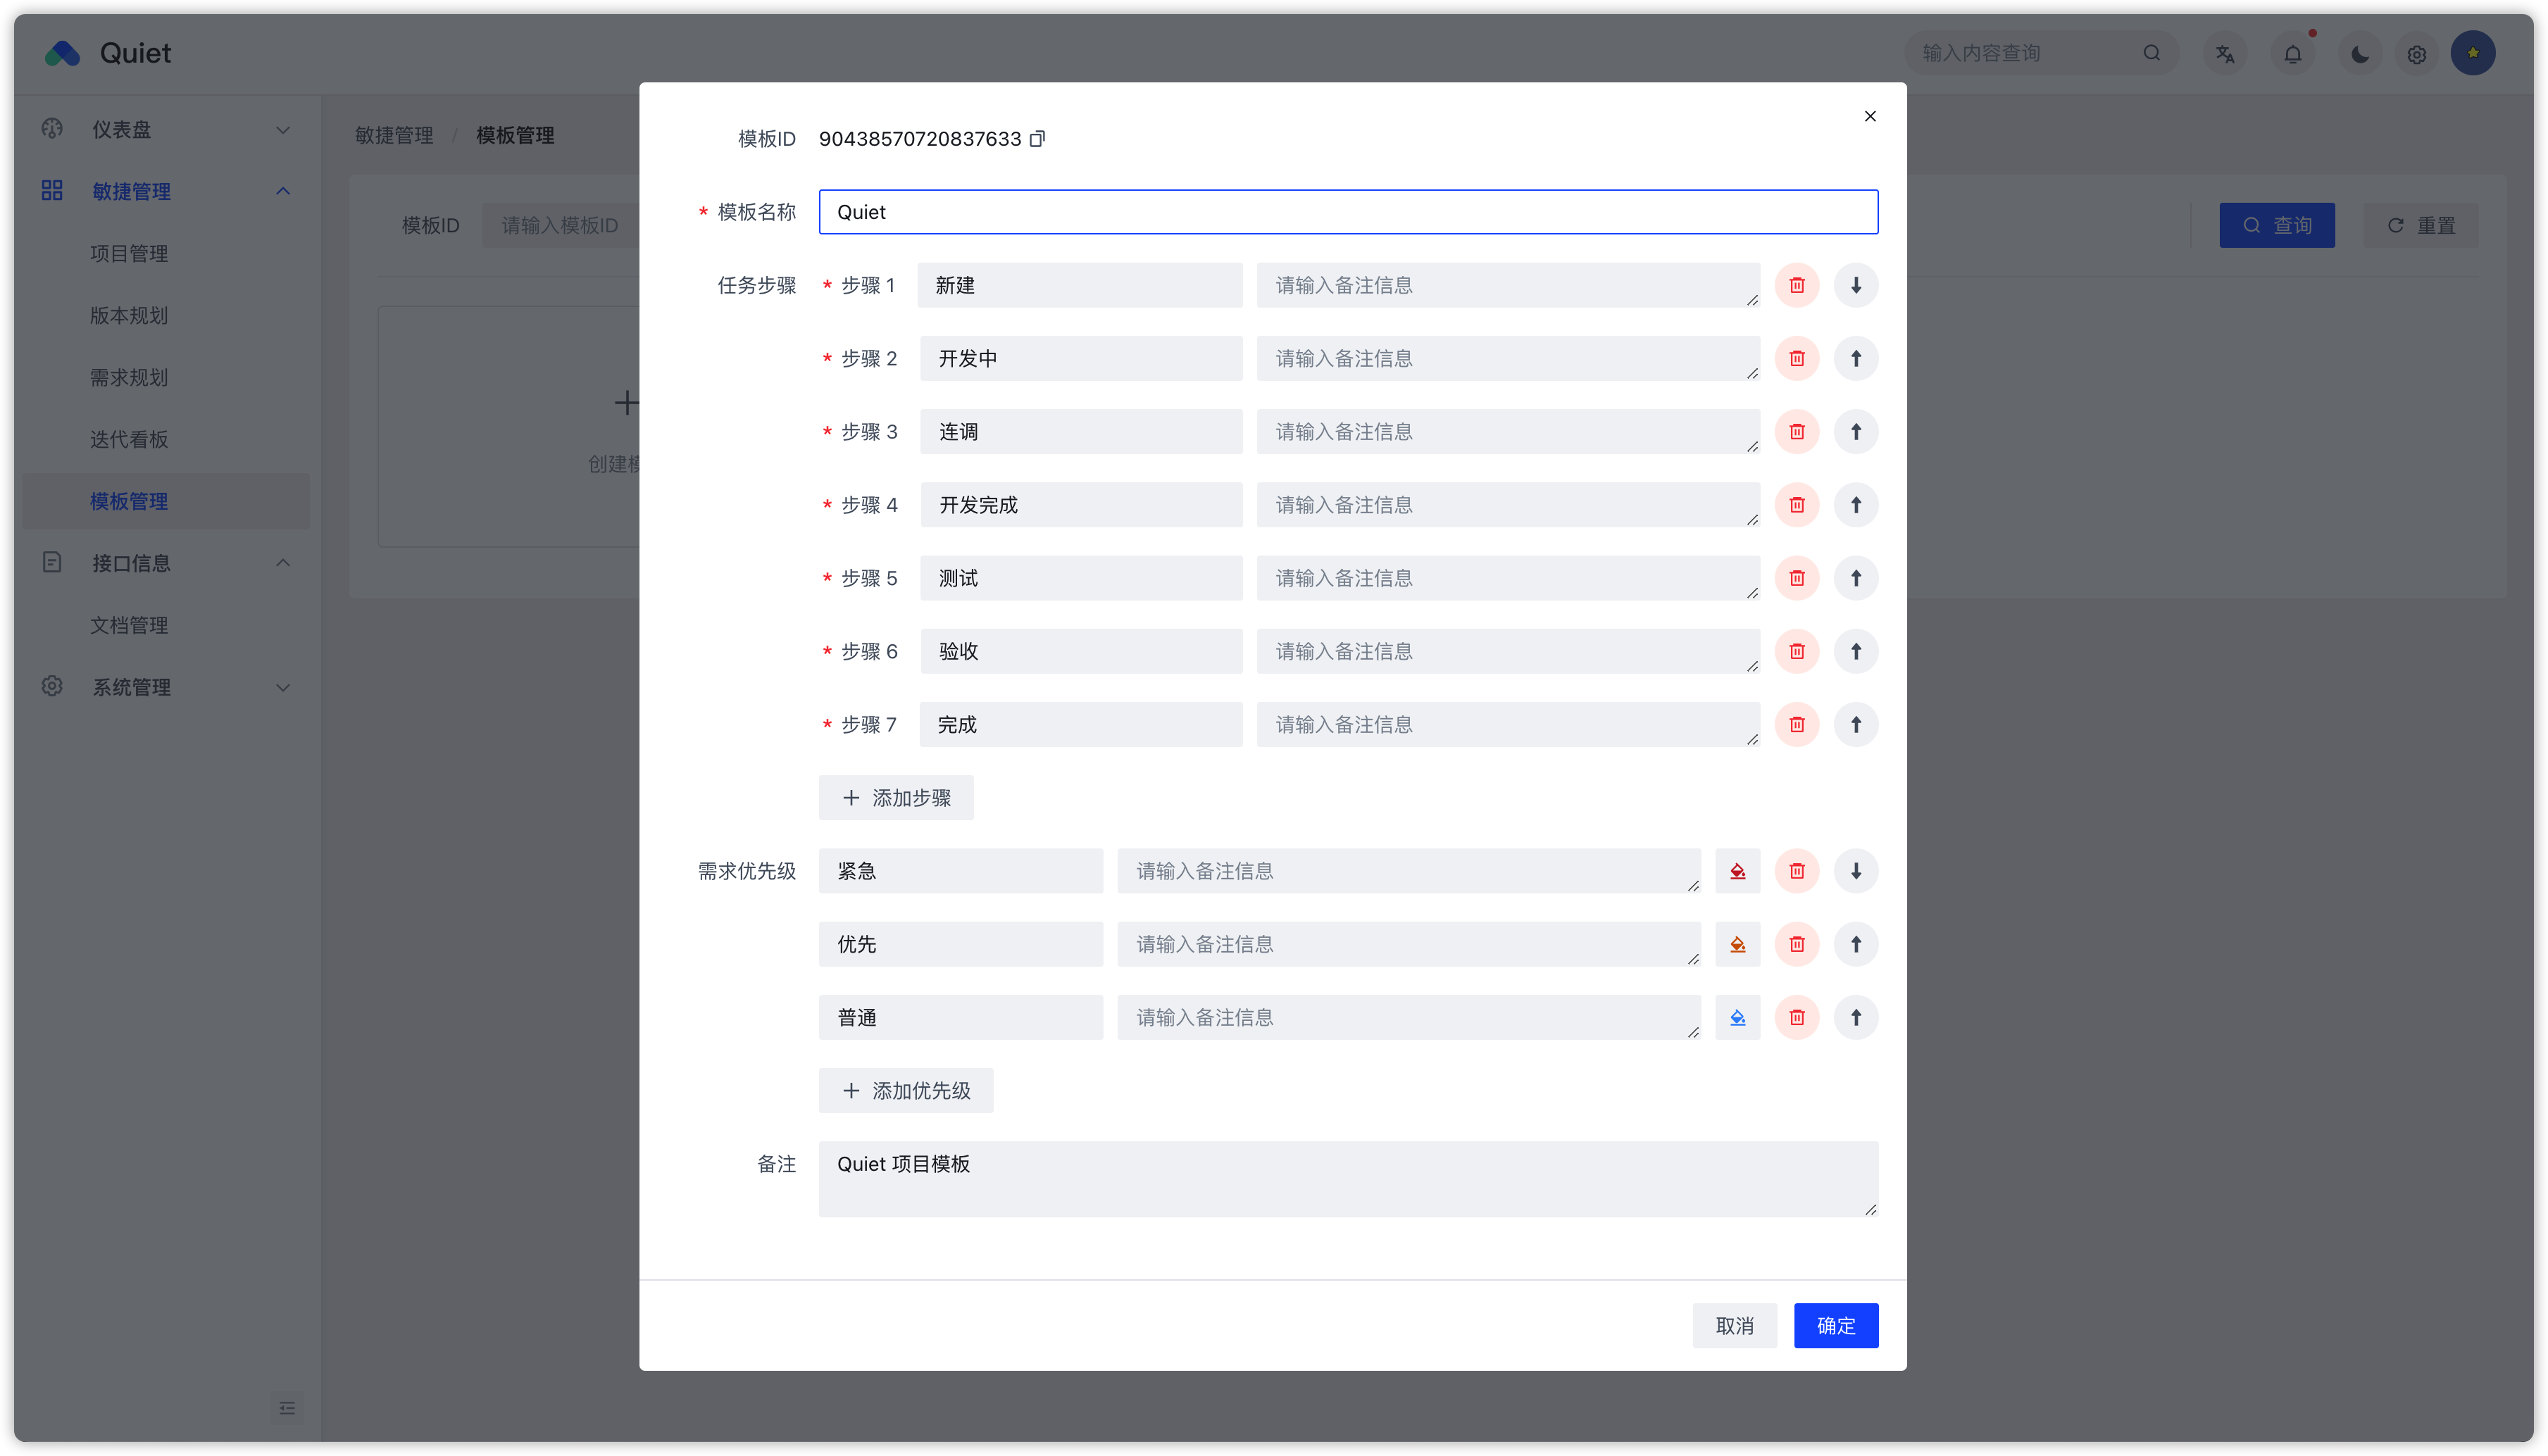 Quiet
输入内容查询
仪表盘
敏捷管理
项目管理
版本规划
需求规划
迭代看板
模板管理
接口信息
文档管理
系统管理
敏捷管理 / 模板管理
模板ID 请输入模板ID
查询 重置
创建模
模板ID 90438570720837633
* 模板名称 Quiet
任务步骤 * 步骤 1 新建 请输入备注信息
* 步骤 2 开发中 请输入备注信息
* 步骤 3 连调 请输入备注信息
* 步骤 4 开发完成 请输入备注信息
* 步骤 5 测试 请输入备注信息
* 步骤 6 验收 请输入备注信息
* 步骤 7 完成 请输入备注信息
添加步骤
需求优先级 紧急 请输入备注信息
优先 请输入备注信息
普通 请输入备注信息
添加优先级
备注 Quiet 项目模板
取消 确定